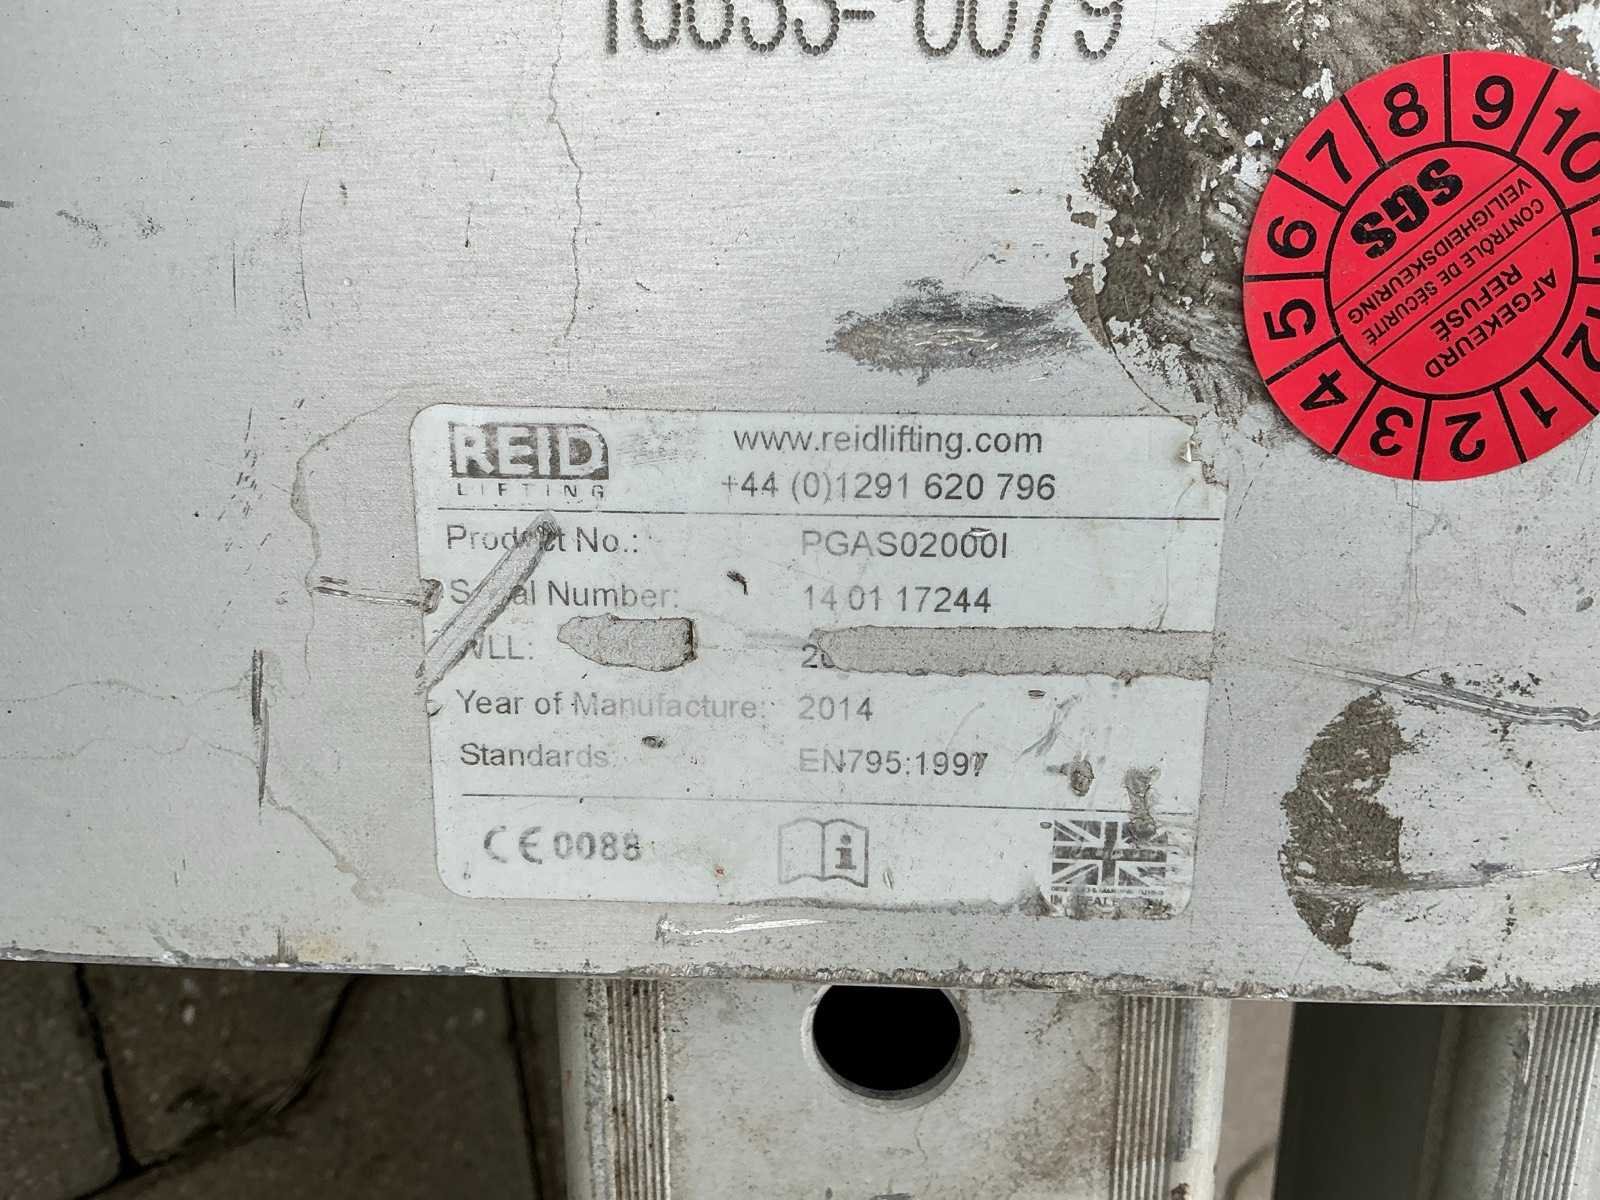 REID
LIFTING
www.reidlifting.com
+44 (0)1291 620 796
Product No.: PGAS02000I
Serial Number: 14 01 17244
WLL:
Year of Manufacture: 2014
Standards: EN795:1997
CE 0088
i
8 9 10
7
6
5
4
3 2 1
12
SGS
VEILIGHEIDSKEURING
CONTRÔLE DE SÉCURITÉ
AFGEKEURD
REFUSÉ